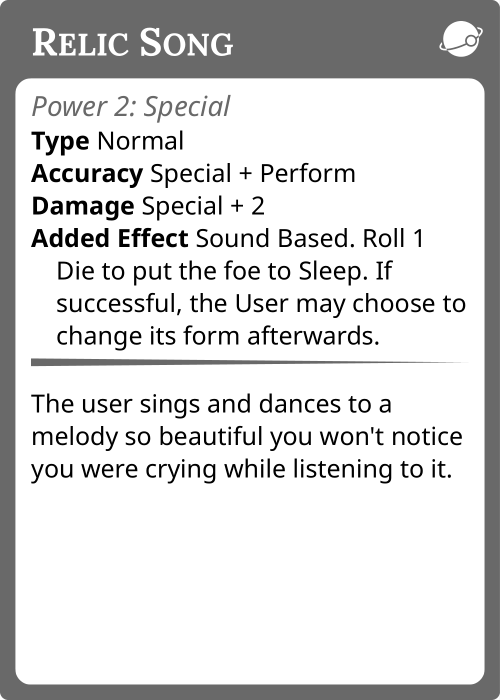 Relic Song
Power 2: Special
Type Normal
Accuracy Special + Perform
Damage Special + 2
Added Effect Sound Based. Roll 1
Die to put the foe to Sleep. If
successful, the User may choose to
change its form afterwards.
The user sings and dances to a
melody so beautiful you won't notice
you were crying while listening to it.